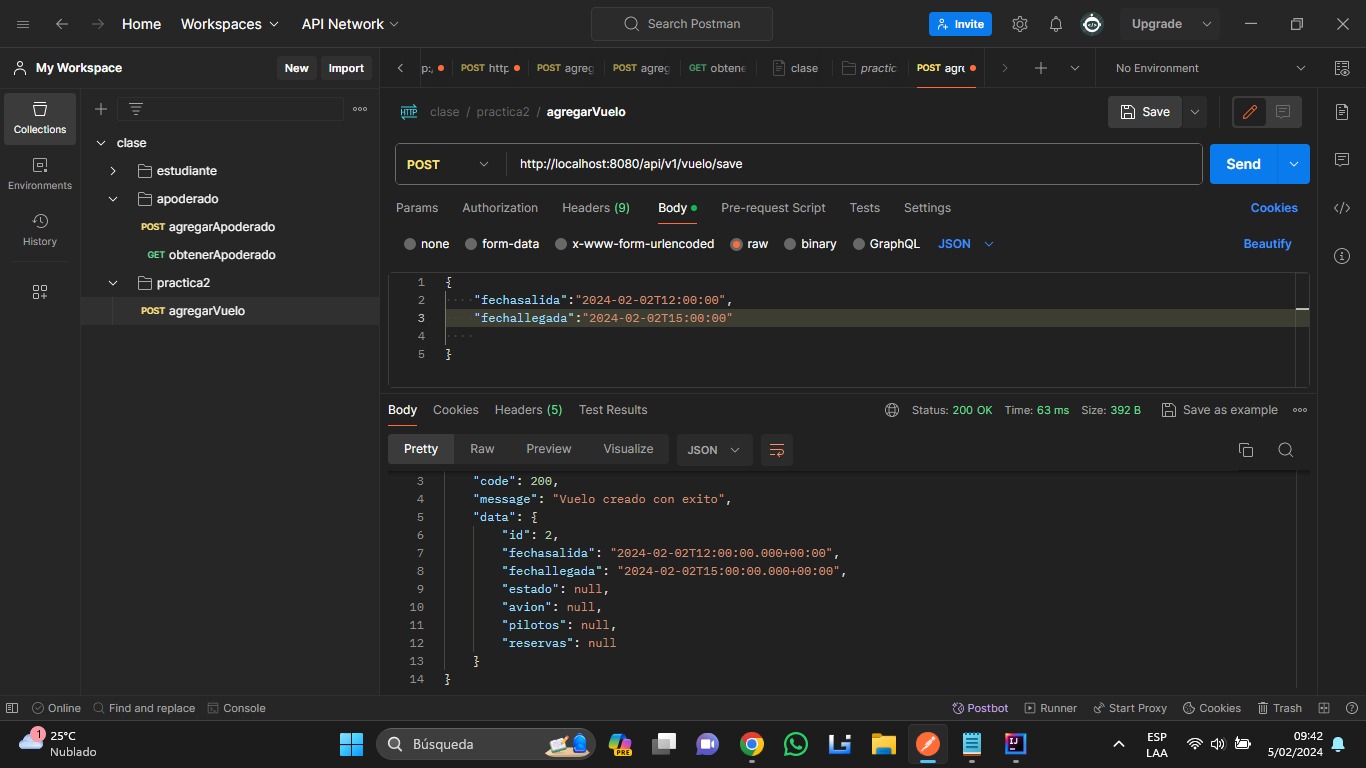 Home Workspaces API Network Search Postman Invite Upgrade
My Workspace New Import
p:, POST http POST agreg POST agreg GET obtene clase practic POST agre No Environment
Collections
Environments
History
clase
estudiante
apoderado
POST agregarApoderado
GET obtenerApoderado
practica2
POST agregarVuelo
HTTP clase / practica2 / agregarVuelo Save
POST http://localhost:8080/api/v1/vuelo/save Send
Params Authorization Headers (9) Body Pre-request Script Tests Settings Cookies
none form-data x-www-form-urlencoded raw binary GraphQL JSON Beautify
1 {
2 ····"fechasalida":"2024-02-02T12:00:00",
3 "fechallegada":"2024-02-02T15:00:00"
4 ····
5 }
Body Cookies Headers (5) Test Results Status: 200 OK Time: 63 ms Size: 392 B Save as example
Pretty Raw Preview Visualize JSON
3 "code": 200,
4 "message": "Vuelo creado con exito",
5 "data": {
6 "id": 2,
7 "fechasalida": "2024-02-02T12:00:00.000+00:00",
8 "fechallegada": "2024-02-02T15:00:00.000+00:00",
9 "estado": null,
10 "avion": null,
11 "pilotos": null,
12 "reservas": null
13 }
14 }
Online Find and replace Console Postbot Runner Start Proxy Cookies Trash
1 25°C
Nublado
Búsqueda
PRE
IJ
ESP
LAA
09:42
5/02/2024